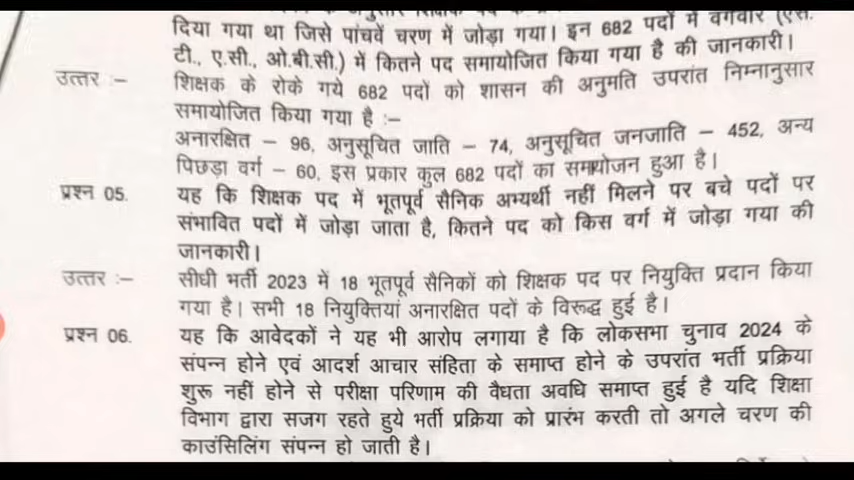 के अनुसार शिक्षक पद के
दिया गया था जिसे पांचवें चरण में जोड़ा गया। इन 682 पदों में वर्गवार (एस.
टी., ए.सी., ओ.बी.सी.) में कितने पद समायोजित किया गया है की जानकारी।
उत्तर :– शिक्षक के रोके गये 682 पदों को शासन की अनुमति उपरांत निम्नानुसार
समायोजित किया गया है :–
अनारक्षित – 96, अनुसूचित जाति – 74, अनुसूचित जनजाति – 452, अन्य
पिछड़ा वर्ग – 60, इस प्रकार कुल 682 पदों का समायोजन हुआ है।
प्रश्न 05. यह कि शिक्षक पद में भूतपूर्व सैनिक अभ्यर्थी नहीं मिलने पर बचे पदों पर
संभावित पदों में जोड़ा जाता है, कितने पद को किस वर्ग में जोड़ा गया की
जानकारी।
उत्तर :– सीधी भर्ती 2023 में 18 भूतपूर्व सैनिकों को शिक्षक पद पर नियुक्ति प्रदान किया
गया है। सभी 18 नियुक्तियां अनारक्षित पदों के विरूद्ध हुई है।
प्रश्न 06. यह कि आवेदकों ने यह भी आरोप लगाया है कि लोकसभा चुनाव 2024 के
संपन्न होने एवं आदर्श आचार संहिता के समाप्त होने के उपरांत भर्ती प्रक्रिया
शुरू नहीं होने से परीक्षा परिणाम की वैधता अवधि समाप्त हुई है यदि शिक्षा
विभाग द्वारा सजग रहते हुये भर्ती प्रक्रिया को प्रारंभ करती तो अगले चरण की
काउंसिलिंग संपन्न हो जाती है।